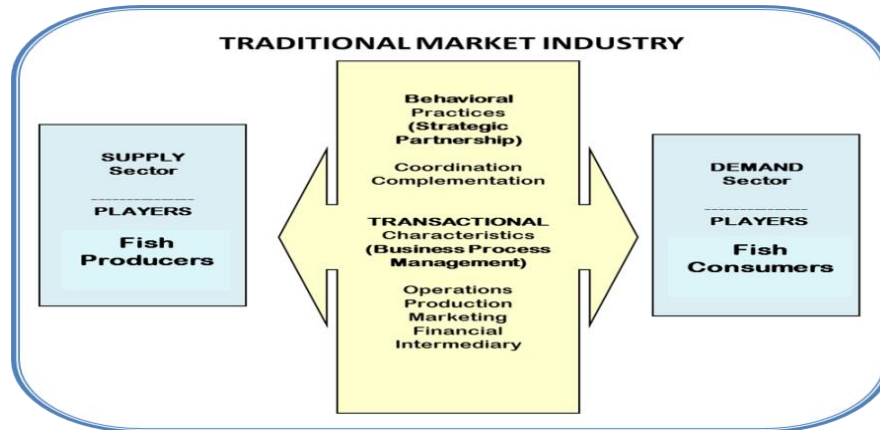 TRADITIONAL MARKET INDUSTRY
SUPPLY
Sector
PLAYERS
Fish
Producers
Behavioral
Practices
(Strategic
Partnership)
Coordination
Complementation
TRANSACTIONAL
Characteristics
(Business Process
Management)
Operations
Production
Marketing
Financial
Intermediary
DEMAND
Sector
PLAYERS
Fish
Consumers